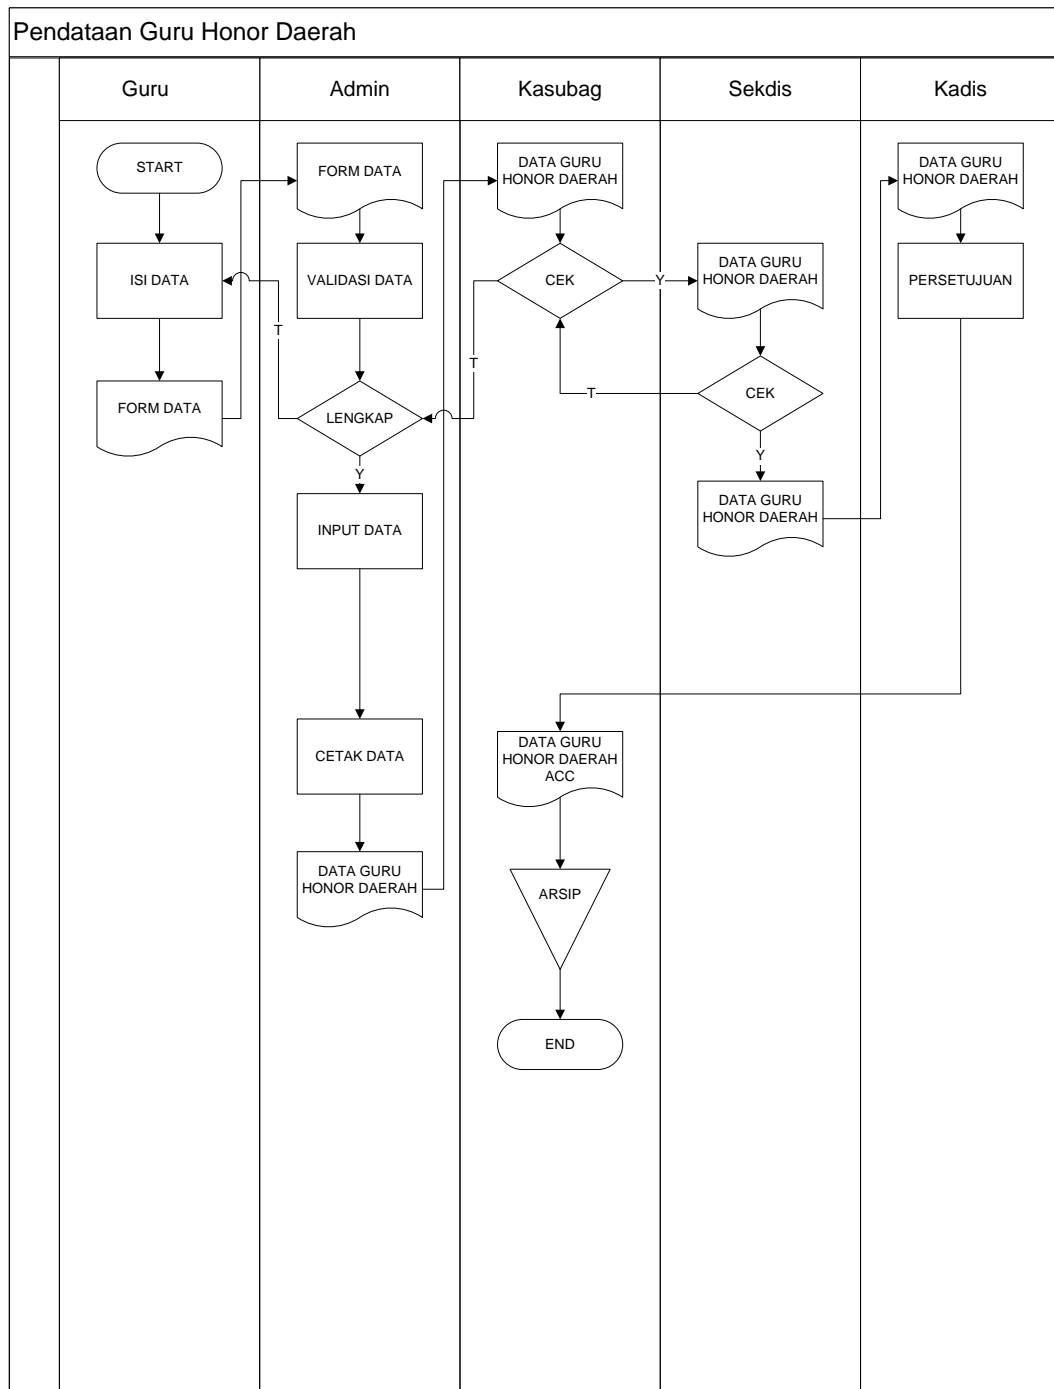 Pendataan Guru Honor Daerah
Guru
Admin
Kasubag
Sekdis
Kadis
START
ISI DATA
FORM DATA
T
FORM DATA
VALIDASI DATA
LENGKAP
Y
INPUT DATA
CETAK DATA
DATA GURU
HONOR DAERAH
DATA GURU
HONOR DAERAH
CEK
T
Y
DATA GURU
HONOR DAERAH
ACC
ARSIP
END
DATA GURU
HONOR DAERAH
CEK
T
Y
DATA GURU
HONOR DAERAH
DATA GURU
HONOR DAERAH
PERSETUJUAN